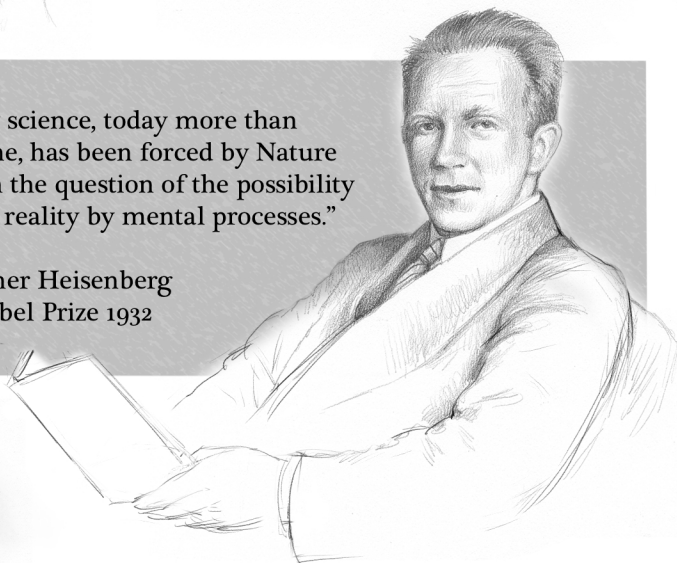 science, today more than
ne, has been forced by Nature
the question of the possibility
reality by mental processes.”
ner Heisenberg
bel Prize 1932